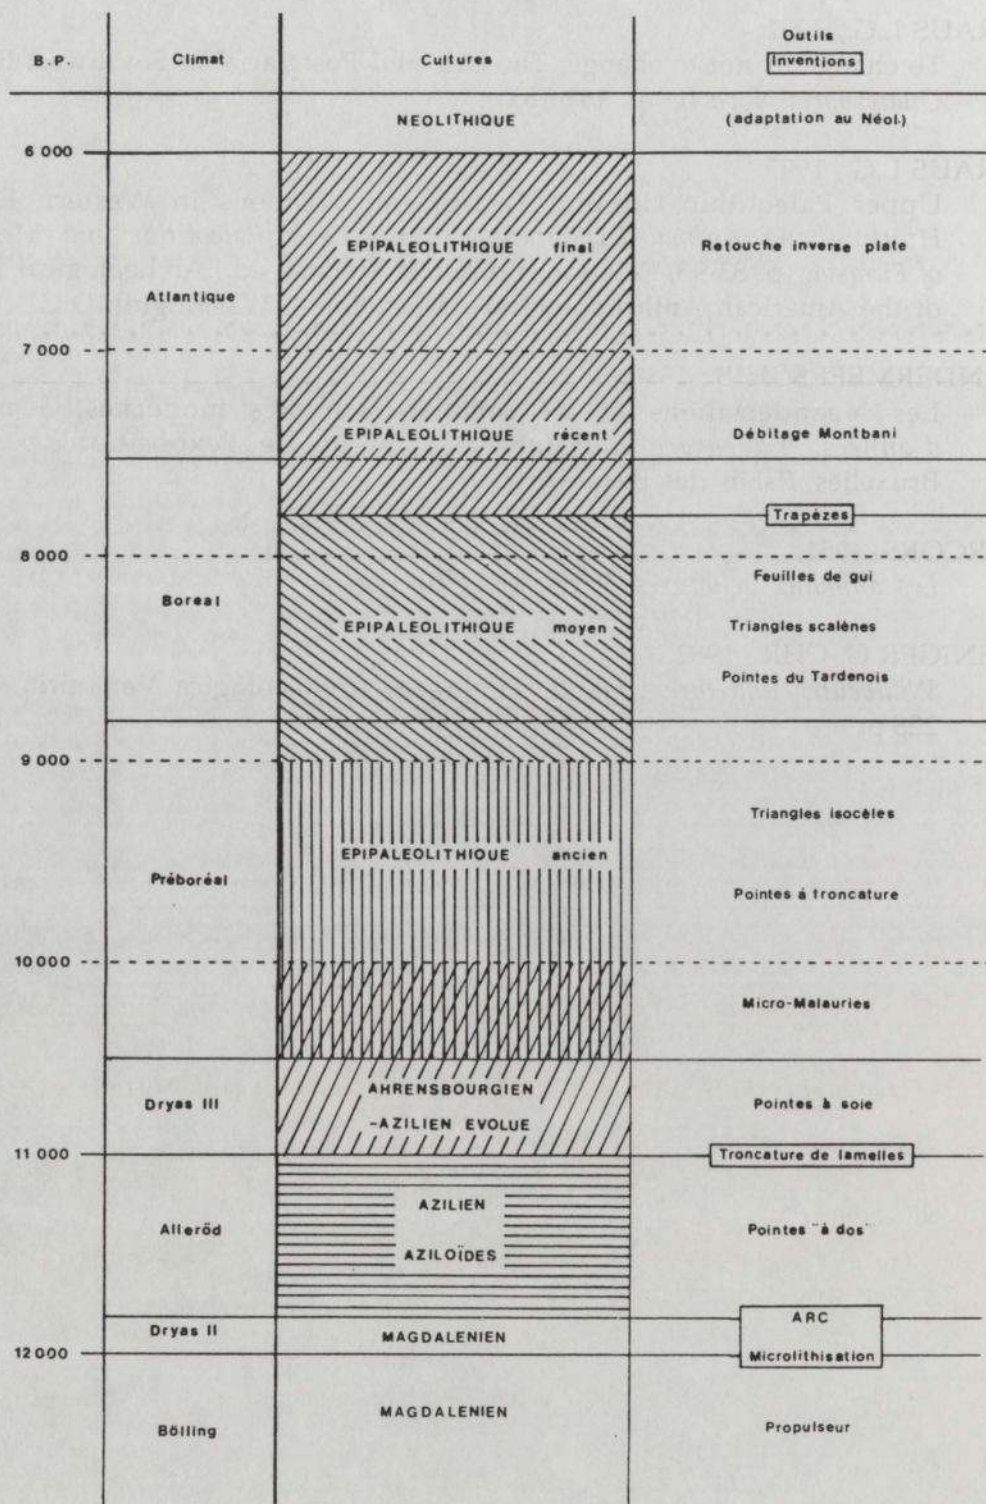 Outils
B.P. Climat Cultures Inventions
NEOLITHIQUE (adaptation au Néol.)
6 000
EPIPALEOLITHIQUE final Retouche inverse plate
Atlantique
7 000
EPIPALEOLITHIQUE récent Débitage Montbani
Trapèzes
8 000
Feuilles de gui
Boreal
EPIPALEOLITHIQUE moyen Triangles scalènes
Pointes du Tardenois
9 000
Triangles isocèles
EPIPALEOLITHIQUE ancien
Préboréal Pointes à troncature
10 000
Micro-Malauries
AHRENSBOURGIEN
Dryas III Pointes à soie
-AZILIEN EVOLUE
11 000 Troncature de lamelles
AZILIEN
Alleröd Pointes "à dos"
AZILOÏDES
ARC
Dryas II MAGDALENIEN
12 000 Microlithisation
MAGDALENIEN
Bölling Propulseur